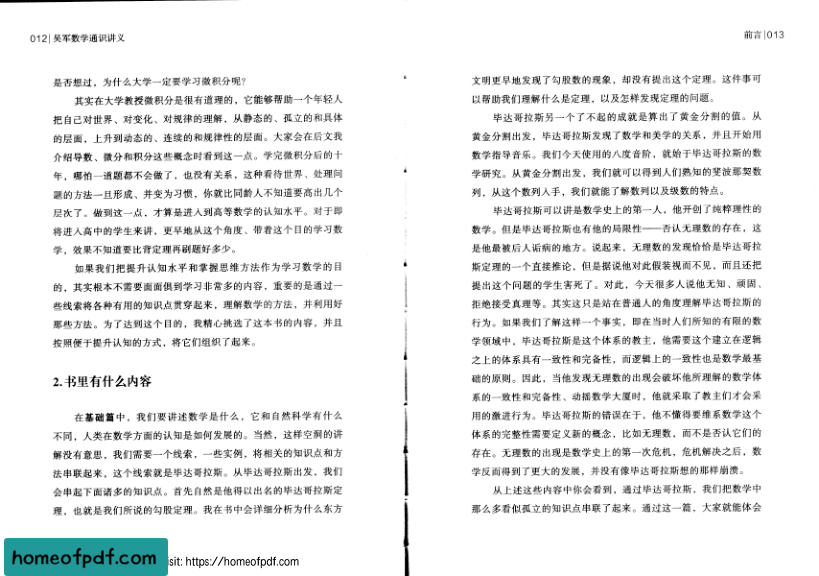 012|吴军数学通识讲义
是否想过，为什么大学一定要学习微积分呢？
其实在大学教授微积分是很有道理的，它能够帮助一个年轻人
把自己对世界、对变化、对规律的理解，从静态的、孤立的和具体
的层面，上升到动态的、连续的和规律性的层面。大家会在后文我
介绍导数、微分和积分这些概念时看到这一点。学完微积分后的十
年，哪怕一道题都不会做了，也没有关系，这种看待世界、处理问
题的方法一旦形成、并变为习惯，你就比同龄人不知道要高出几个
层次了。做到这一点，才算是进入到高等数学的认知水平。对于即
将进入高中的学生来讲，更早地从这个角度、带着这个目的学习数
学，效果不知道要比背定理再刷题好多少。
如果我们把提升认知水平和掌握思维方法作为学习数学的目
的，其实根本不需要面面俱到学习非常多的内容，重要的是通过一
些线索将各种有用的知识点贯穿起来，理解数学的方法，并利用好
那些方法。为了达到这个目的，我精心挑选了这本书的内容，并且
按照便于提升认知的方式，将它们组织了起来。
2.书里有什么内容
在基础篇中，我们要讲述数学是什么，它和自然科学有什么
不同，人类在数学方面的认知是如何发展的。当然，这样空洞的讲
解没有意思，我们需要一个线索，一些实例，将相关的知识点和方
法串联起来，这个线索就是毕达哥拉斯。从毕达哥拉斯出发，我们
会串起下面诸多的知识点。首先自然是他得以出名的毕达哥拉斯定
理，也就是我们所说的勾股定理。我在书中会详细分析为什么东方
前言|013
文明更早地发现了勾股数的现象，却没有提出这个定理。这件事可
以帮助我们理解什么是定理，以及怎样发现定理的问题。
毕达哥拉斯另一个了不起的成就是算出了黄金分割的值。从
黄金分割出发，毕达哥拉斯发现了数学和美学的关系，并且开始用
数学指导音乐。我们今天使用的八度音阶，就始于毕达哥拉斯的数
学研究。从黄金分割出发，我们就可以得到人们熟知的斐波那契数
列，从这个数列入手，我们就能了解数列以及级数的特点。
毕达哥拉斯可以讲是数学史上的第一人，他开创了纯粹理性的
数学。但是毕达哥拉斯也有他的局限性——否认无理数的存在，这
是他最被后人诟病的地方。说起来，无理数的发现恰恰是毕达哥拉
斯定理的一个直接推论，但是据说他对此假装视而不见，而且还把
提出这个问题的学生害死了。对此，今天很多人说他无知、顽固、
拒绝接受真理等。其实这只是站在普通人的角度理解毕达哥拉斯的
行为。如果我们了解这样一个事实，即在当时人们所知的有限的数
学领域中，毕达哥拉斯是这个体系的教主，他需要这个建立在逻辑
之上的体系具有一致性和完备性，而逻辑上的一致性也是数学最基
础的原则。因此，当他发现无理数的出现会破坏他所理解的数学体
系的一致性和完备性、动摇数学大厦时，他就采取了教主们才会采
用的激进行为。毕达哥拉斯的错误在于，他不懂得要维系数学这个
体系的完整性需要定义新的概念，比如无理数，而不是否认它们的
存在。无理数的出现是数学史上的第一次危机，危机解决之后，数
学反而得到了更大的发展，并没有像毕达哥拉斯想的那样崩溃。
从上述这些内容中你会看到，通过毕达哥拉斯，我们把数学中
那么多看似孤立的知识点串联了起来。通过这一篇，大家就能体会
homeofpdf.com
sit: https://homeofpdf.com